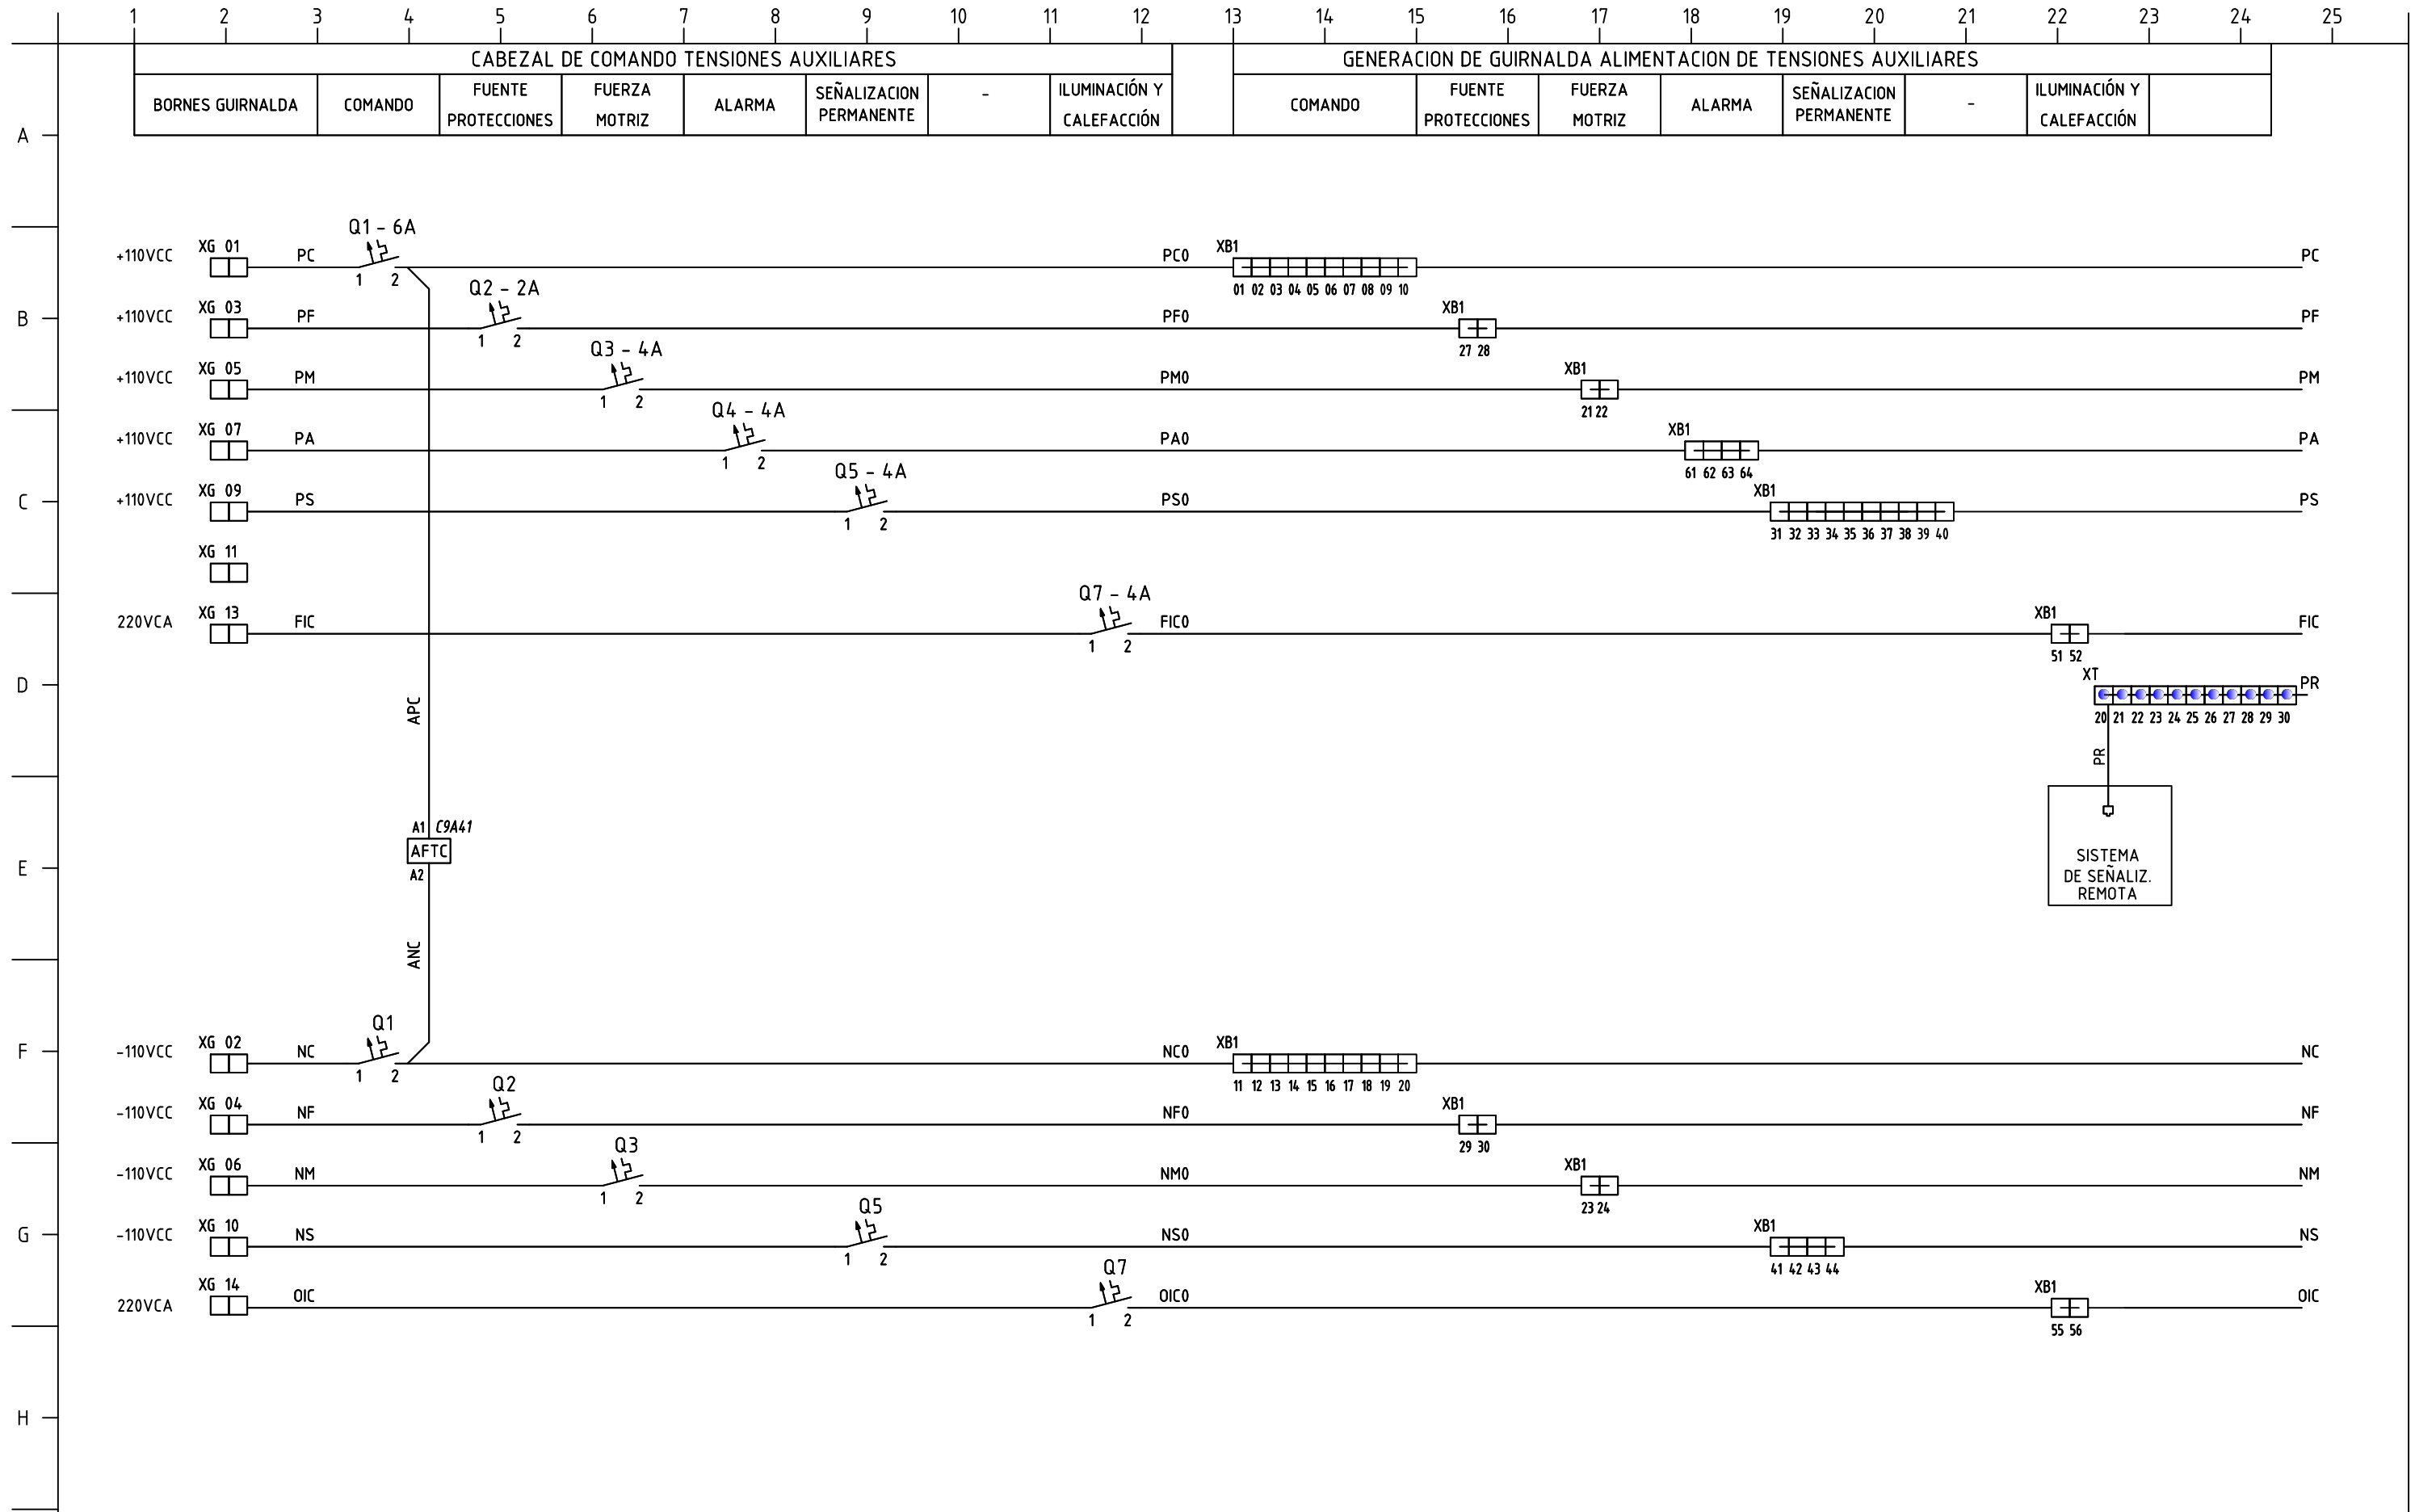 1 2 3 4 5 6 7 8 9 10 11 12 13 14 15 16 17 18 19 20 21 22 23 24 25
CABEZAL DE COMANDO TENSIONES AUXILIARES
BORNES GUIRNALDA
COMANDO
FUENTE
PROTECCIONES
FUERZA
MOTRIZ
ALARMA
SEÑALIZACION
PERMANENTE
-
ILUMINACIÓN Y
CALEFACCIÓN
GENERACION DE GUIRNALDA ALIMENTACION DE TENSIONES AUXILIARES
COMANDO
FUENTE
PROTECCIONES
FUERZA
MOTRIZ
ALARMA
SEÑALIZACION
PERMANENTE
-
ILUMINACIÓN Y
CALEFACCIÓN
A
Q1 - 6A
+110VCC XG 01 PC PC0 XB1 PC
1 2 01 02 03 04 05 06 07 08 09 10
B
Q2 - 2A
+110VCC XG 03 PF PF0 XB1 PF
1 2 27 28
Q3 - 4A
+110VCC XG 05 PM PM0 XB1 PM
1 2 21 22
Q4 - 4A
+110VCC XG 07 PA PA0 XB1 PA
1 2 61 62 63 64
C
Q5 - 4A
+110VCC XG 09 PS PS0 XB1 PS
1 2 31 32 33 34 35 36 37 38 39 40
XG 11
Q7 - 4A
220VCA XG 13 FIC FIC0 XB1 FIC
1 2 51 52
D
APC
XT PR
20 21 22 23 24 25 26 27 28 29 30
PR
A1 C9A41
AFTC
A2
E
SISTEMA
DE SEÑALIZ.
REMOTA
ANC
F
Q1
-110VCC XG 02 NC NC0 XB1 NC
1 2 11 12 13 14 15 16 17 18 19 20
Q2
-110VCC XG 04 NF NF0 XB1 NF
1 2 29 30
Q3
-110VCC XG 06 NM NM0 XB1 NM
1 2 23 24
G
Q5
-110VCC XG 10 NS NS0 XB1 NS
1 2 41 42 43 44
Q7
220VCA XG 14 OIC OIC0 XB1 OIC
1 2 55 56
H